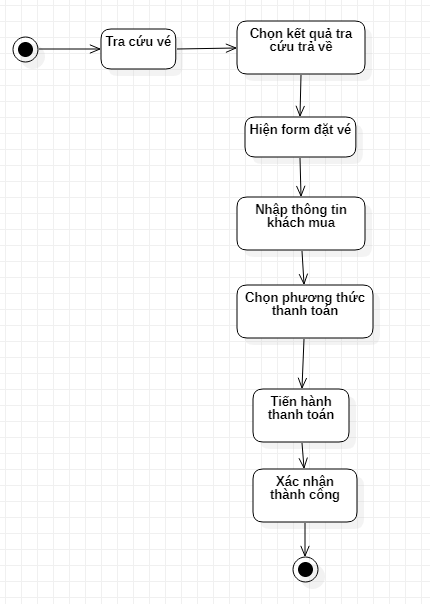 Tra cứu vé
Chọn kết quả tra
cứu trả về
Hiện form đặt vé
Nhập thông tin
khách mua
Chọn phương thức
thanh toán
Tiến hành
thanh toán
Xác nhận
thành công